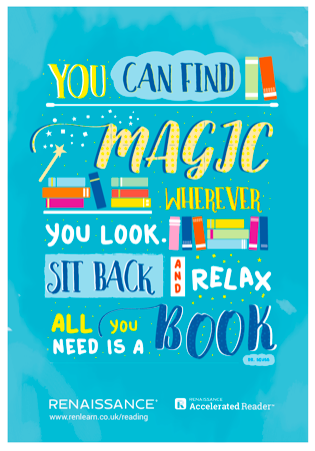 YOU CAN FIND
MAGIC
WHEREVER
YOU LOOK.
SIT BACK AND RELAX
ALL YOU
NEED IS A BOOK
DR. SEUSS
RENAISSANCE
www.renlearn.co.uk/reading
RENAISSANCE
Accelerated Reader™